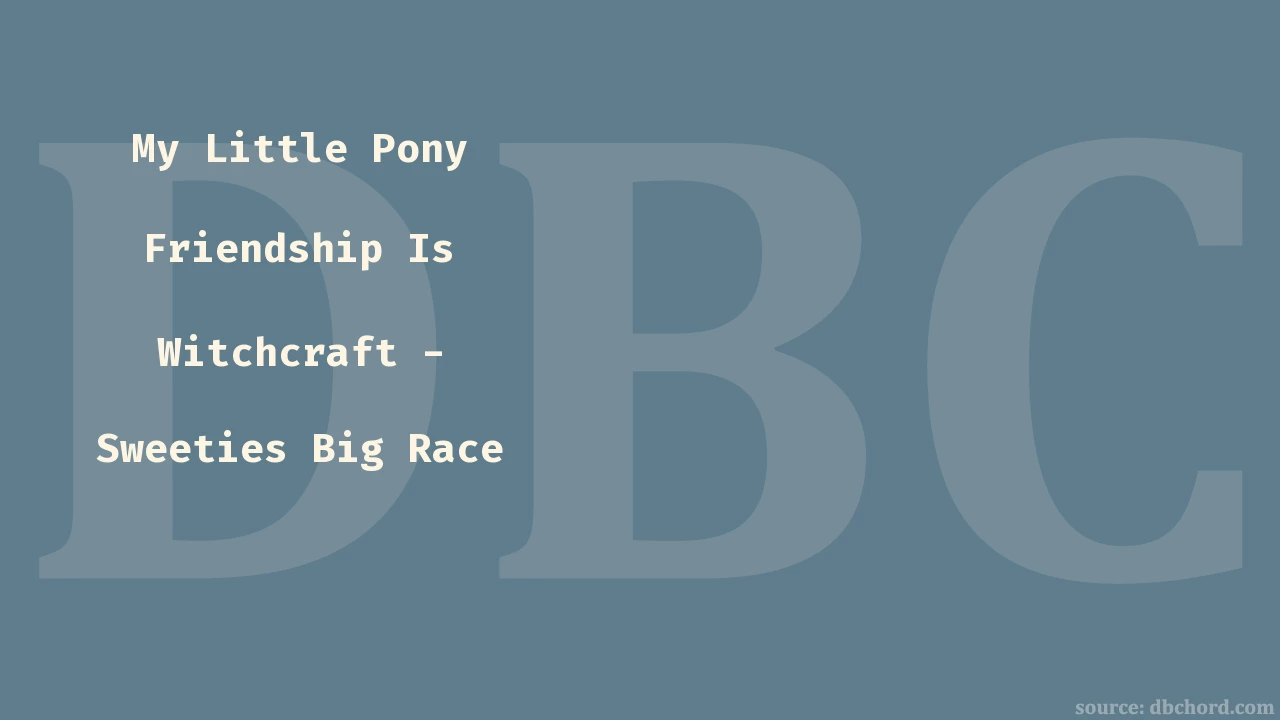 My Little Pony
Friendship Is
Witchcraft -
Sweeties Big Race
DBC
source: dbchord.com